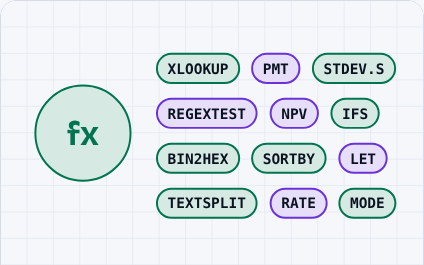 fx
XLOOKUP PMT STDEV.S
REGEXTEST NPV IFS
BIN2HEX SORTBY LET
TEXTSPLIT RATE MODE